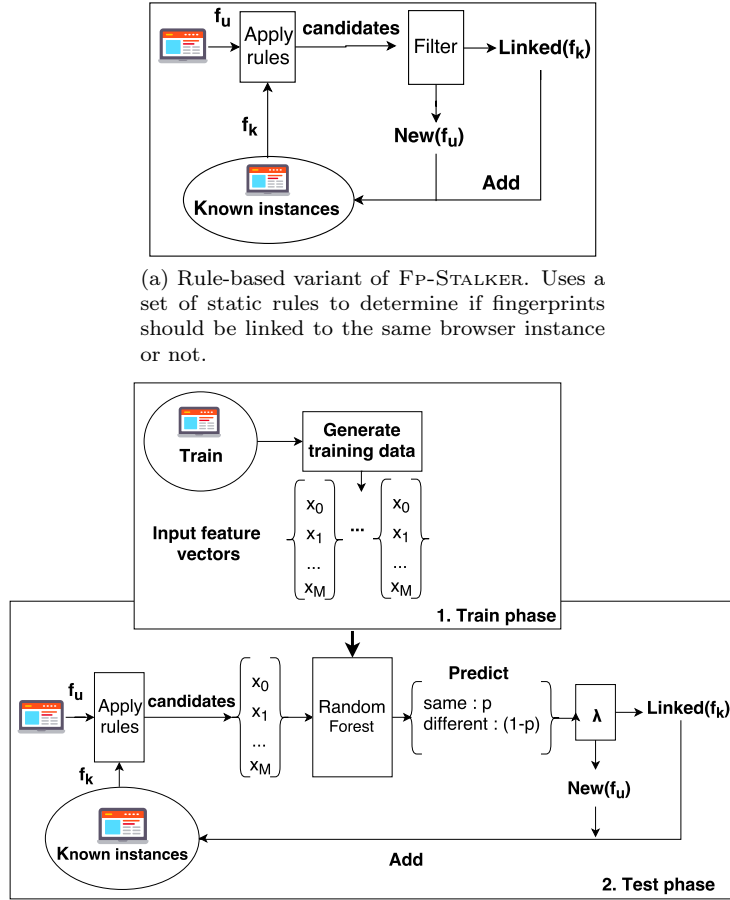 f_u
Apply
rules
candidates
Filter
Linked(f_k)
f_k
New(f_u)
Add
Known instances
(a) Rule-based variant of FP-STALKER. Uses a
set of static rules to determine if fingerprints
should be linked to the same browser instance
or not.
Train
Generate
training data
Input feature
vectors
x_0
x_1
...
x_M
...
x_0
x_1
...
x_M
1. Train phase
f_u
Apply
rules
candidates
x_0
x_1
...
x_M
Random
Forest
Predict
same : p
different : (1-p)
λ
Linked(f_k)
f_k
New(f_u)
Known instances
Add
2. Test phase